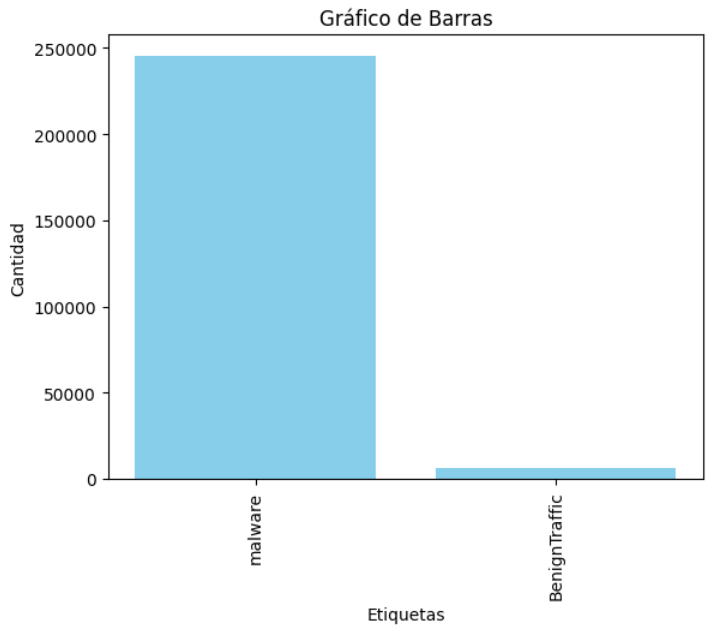 Gráfico de Barras
250000
200000
150000
100000
50000
0
Cantidad
malware
BenignTraffic
Etiquetas